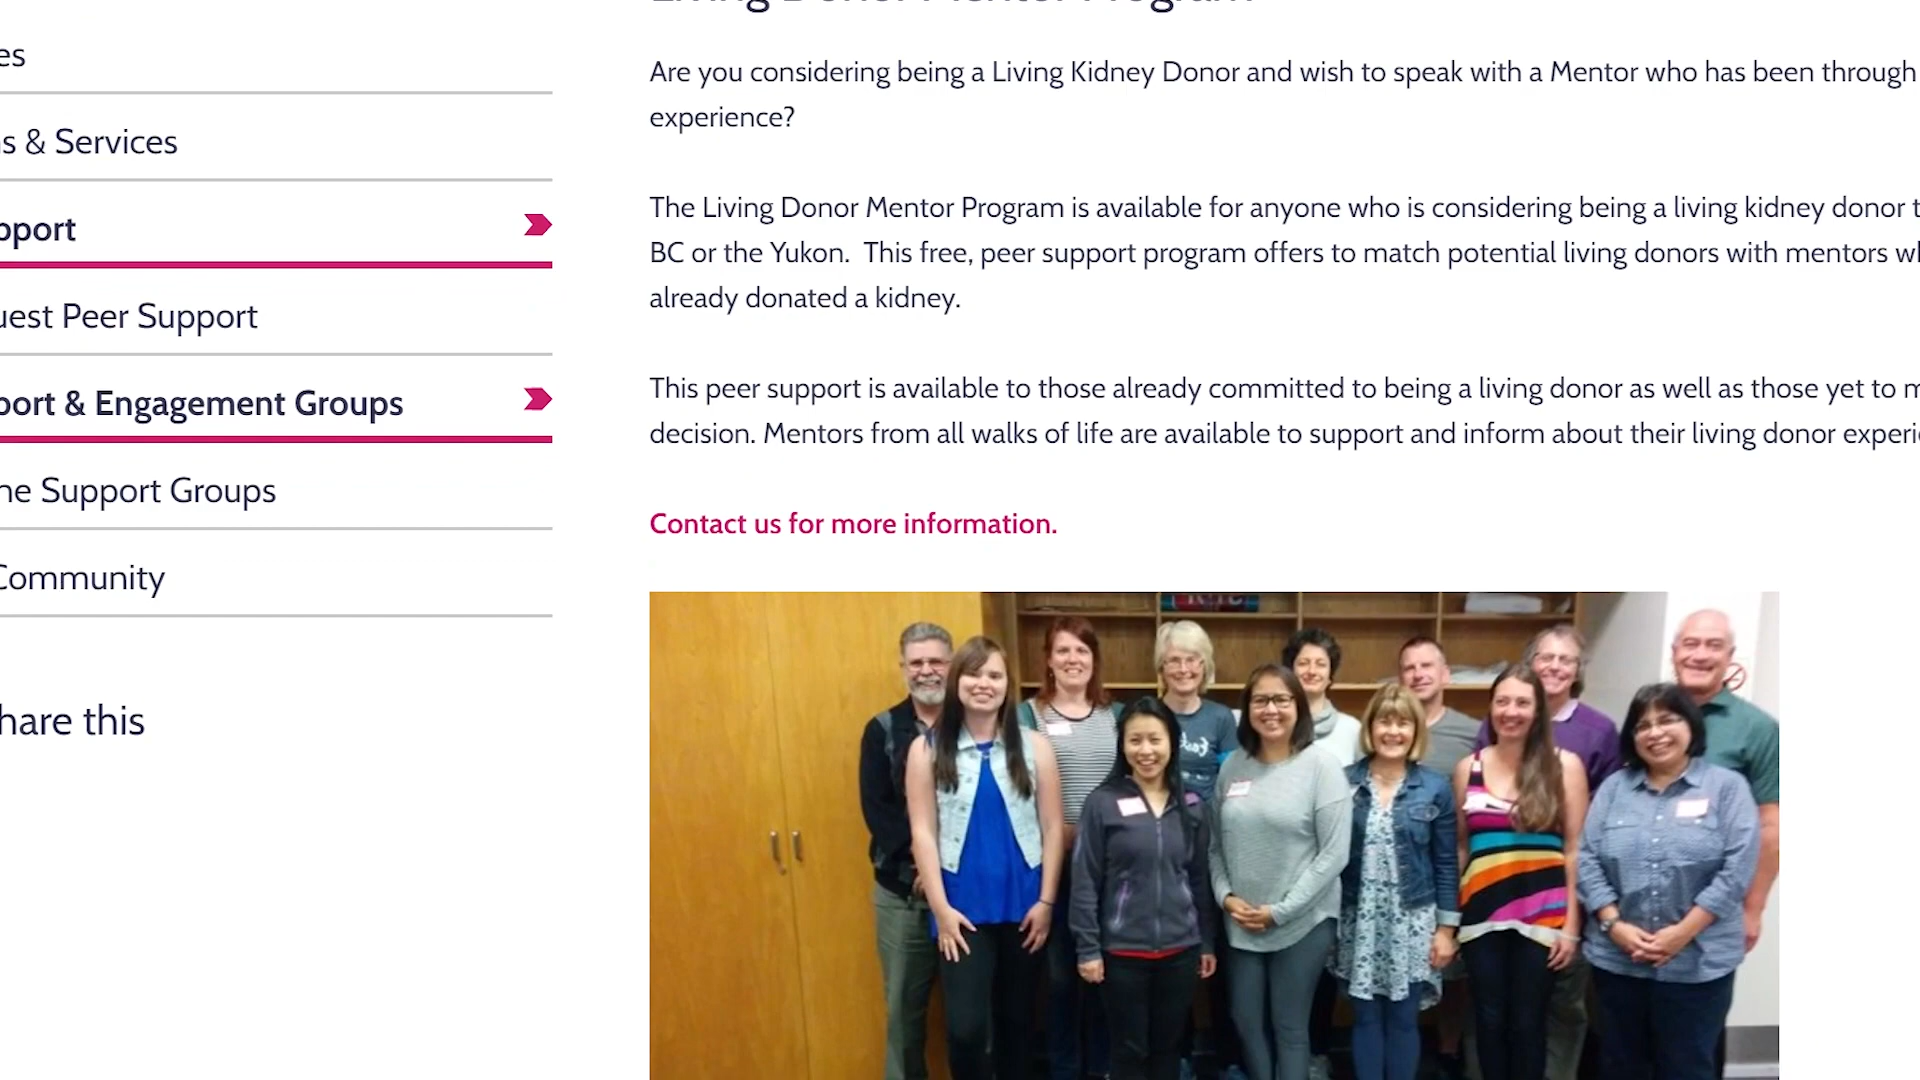 Living Donor Mentor Program
es
s & Services
pport
uest Peer Support
port & Engagement Groups
ne Support Groups
Community
hare this
Are you considering being a Living Kidney Donor and wish to speak with a Mentor who has been through
experience?
The Living Donor Mentor Program is available for anyone who is considering being a living kidney donor t
BC or the Yukon. This free, peer support program offers to match potential living donors with mentors wh
already donated a kidney.
This peer support is available to those already committed to being a living donor as well as those yet to m
decision. Mentors from all walks of life are available to support and inform about their living donor experi
Contact us for more information.